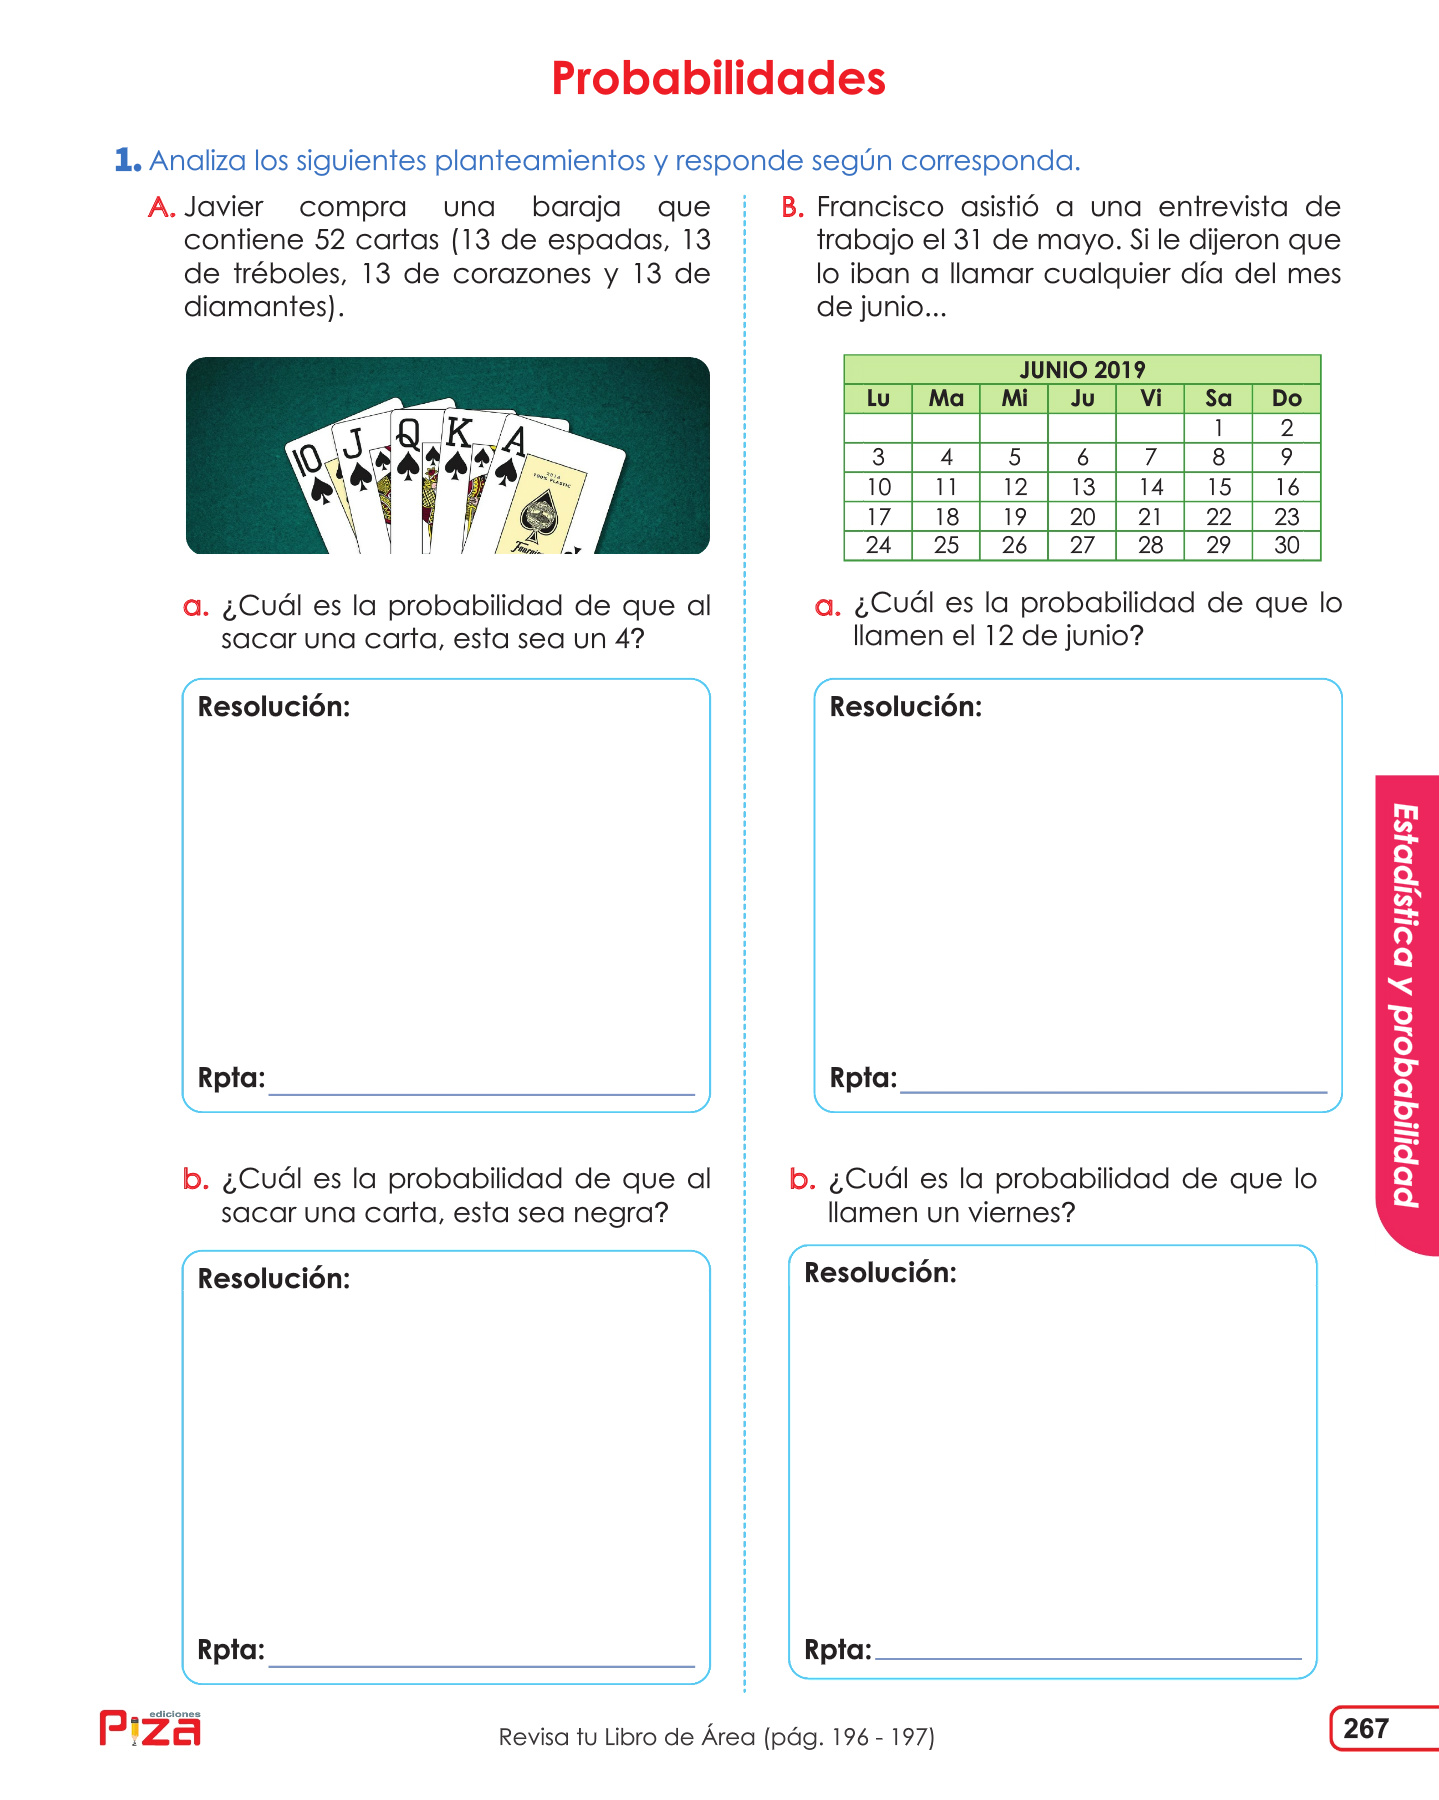 Probabilidades
1. Analiza los siguientes planteamientos y responde según corresponda.
A. Javier compra una baraja que
contiene 52 cartas (13 de espadas, 13
de tréboles, 13 de corazones y 13 de
diamantes).
10 J Q K A
2014
100% PLASTIC
a. ¿Cuál es la probabilidad de que al
sacar una carta, esta sea un 4?
Resolución:
Rpta:
b. ¿Cuál es la probabilidad de que al
sacar una carta, esta sea negra?
Resolución:
Rpta:
B. Francisco asistió a una entrevista de
trabajo el 31 de mayo. Si le dijeron que
lo iban a llamar cualquier día del mes
de junio...
JUNIO 2019
Lu Ma Mi Ju Vi Sa Do
1 2
3 4 5 6 7 8 9
10 11 12 13 14 15 16
17 18 19 20 21 22 23
24 25 26 27 28 29 30
a. ¿Cuál es la probabilidad de que lo
llamen el 12 de junio?
Resolución:
Rpta:
b. ¿Cuál es la probabilidad de que lo
llamen un viernes?
Resolución:
Rpta:
Estadística y probabilidad
ediciones
Piza
Revisa tu Libro de Área (pág. 196 - 197)
267